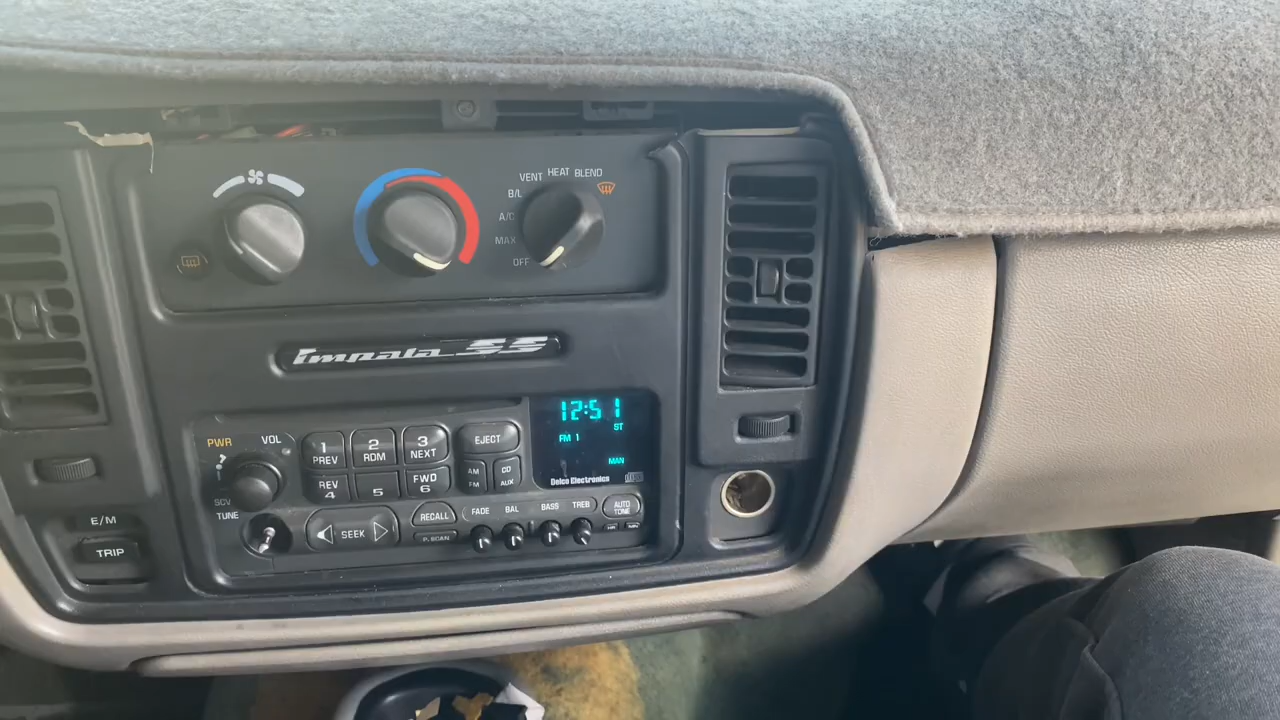 VENT HEAT BLEND
B/L
A/C
MAX
OFF
Impala SS
12:51
ST
FM 1
MAN
Delco Electronics
PWR VOL
SCV
TUNE
1 PREV
2 RDM
3 NEXT
EJECT
REV 4
5
FWD 6
AM FM
CD AUX
SEEK
RECALL
P.SCAN
FADE BAL BASS TREB
AUTO TONE
E/M
TRIP